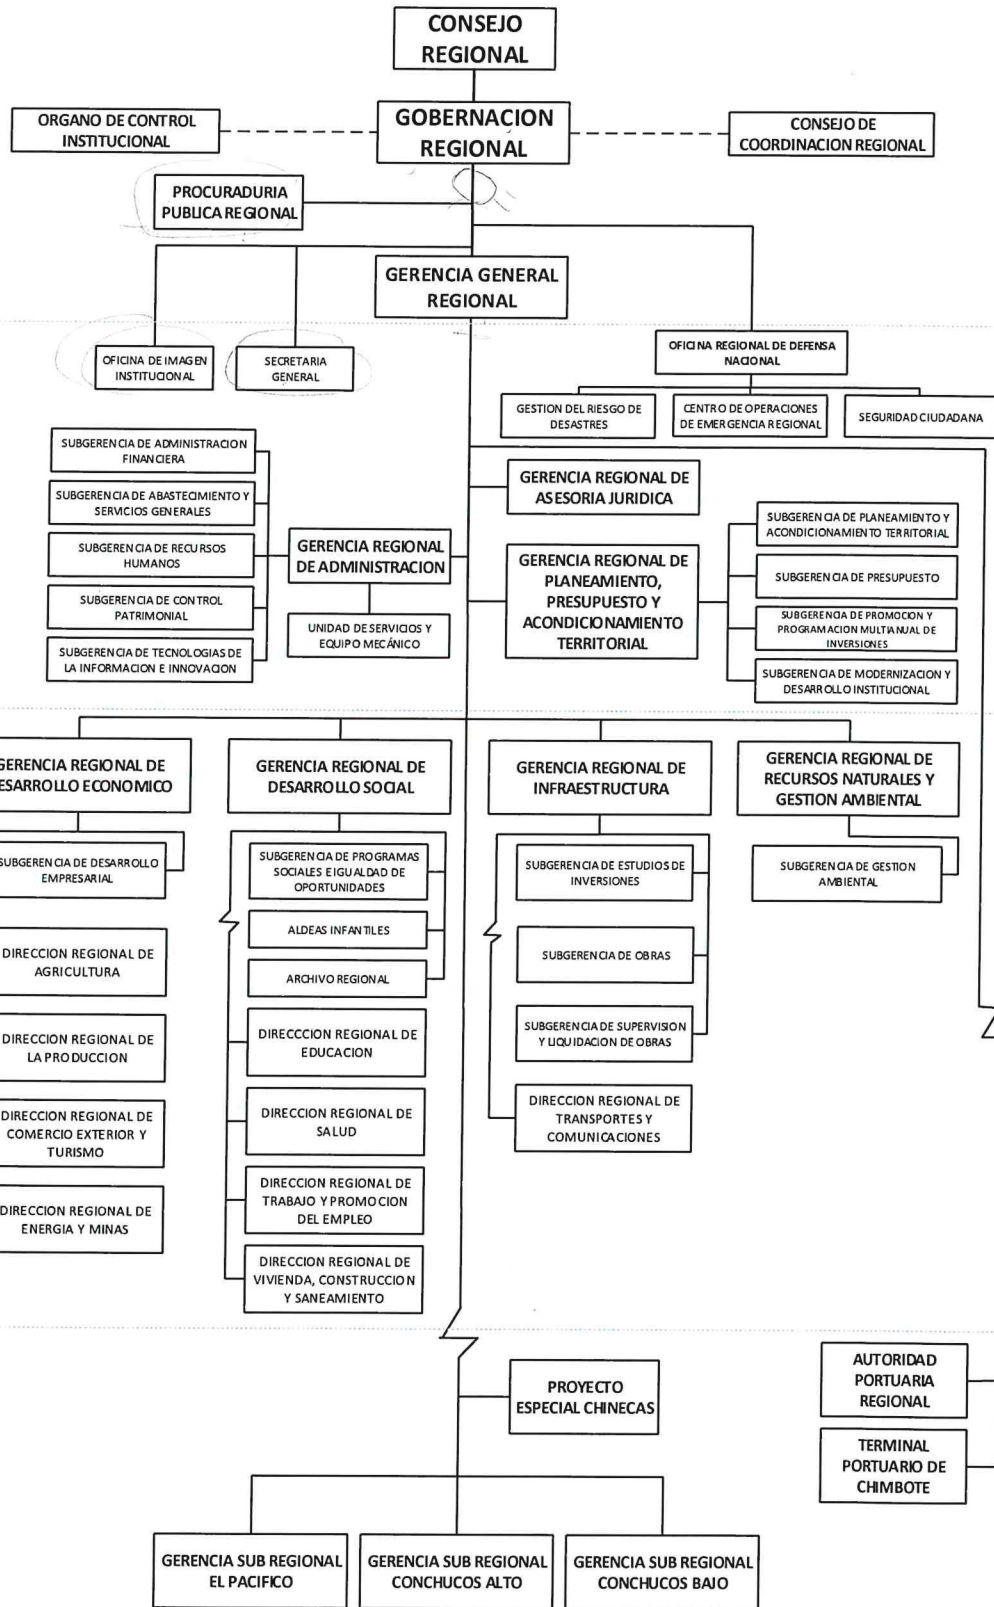 CONSEJO
REGIONAL
ORGANO DE CONTROL
INSTITUCIONAL
GOBERNACION
REGIONAL
CONSEJO DE
COORDINACION REGIONAL
PROCURADURIA
PUBLICA REGIONAL
GERENCIA GENERAL
REGIONAL
OFICINA DE IMAGEN
INSTITUCIONAL
SECRETARIA
GENERAL
OFICINA REGIONAL DE DEFENSA
NACIONAL
GESTION DEL RIESGO DE
DESASTRES
CENTRO DE OPERACIONES
DE EMERGENCIA REGIONAL
SEGURIDAD CIUDADANA
SUBGERENCIA DE ADMINISTRACION
FINANCIERA
SUBGERENCIA DE ABASTECIMIENTO Y
SERVICIOS GENERALES
SUBGERENCIA DE RECURSOS
HUMANOS
SUBGERENCIA DE CONTROL
PATRIMONIAL
SUBGERENCIA DE TECNOLOGIAS DE
LA INFORMACION E INNOVACION
GERENCIA REGIONAL
DE ADMINISTRACION
UNIDAD DE SERVICIOS Y
EQUIPO MECÁNICO
GERENCIA REGIONAL DE
ASESORIA JURIDICA
GERENCIA REGIONAL DE
PLANEAMIENTO,
PRESUPUESTO Y
ACONDICIONAMIENTO
TERRITORIAL
SUBGERENCIA DE PLANEAMIENTO Y
ACONDICIONAMIENTO TERRITORIAL
SUBGERENCIA DE PRESUPUESTO
SUBGERENCIA DE PROMOCION Y
PROGRAMACION MULTIANUAL DE
INVERSIONES
SUBGERENCIA DE MODERNIZACION Y
DESARROLLO INSTITUCIONAL
GERENCIA REGIONAL DE
ESARROLLO ECONOMICO
SUBGERENCIA DE DESARROLLO
EMPRESARIAL
DIRECCION REGIONAL DE
AGRICULTURA
DIRECCION REGIONAL DE
LA PRODUCCION
DIRECCION REGIONAL DE
COMERCIO EXTERIOR Y
TURISMO
DIRECCION REGIONAL DE
ENERGIA Y MINAS
GERENCIA REGIONAL DE
DESARROLLO SOCIAL
SUBGERENCIA DE PROGRAMAS
SOCIALES E IGUALDAD DE
OPORTUNIDADES
ALDEAS INFANTILES
ARCHIVO REGIONAL
DIRECCCION REGIONAL DE
EDUCACION
DIRECCION REGIONAL DE
SALUD
DIRECCION REGIONAL DE
TRABAJO Y PROMOCION
DEL EMPLEO
DIRECCION REGIONAL DE
VIVIENDA, CONSTRUCCION
Y SANEAMIENTO
GERENCIA REGIONAL DE
INFRAESTRUCTURA
SUBGERENCIA DE ESTUDIOS DE
INVERSIONES
SUBGERENCIA DE OBRAS
SUBGERENCIA DE SUPERVISION
Y LIQUIDACION DE OBRAS
DIRECCION REGIONAL DE
TRANSPORTES Y
COMUNICACIONES
GERENCIA REGIONAL DE
RECURSOS NATURALES Y
GESTION AMBIENTAL
SUBGERENCIA DE GESTION
AMBIENTAL
PROYECTO
ESPECIAL CHINECAS
AUTORIDAD
PORTUARIA
REGIONAL
TERMINAL
PORTUARIO DE
CHIMBOTE
GERENCIA SUB REGIONAL
EL PACIFICO
GERENCIA SUB REGIONAL
CONCHUCOS ALTO
GERENCIA SUB REGIONAL
CONCHUCOS BAJO